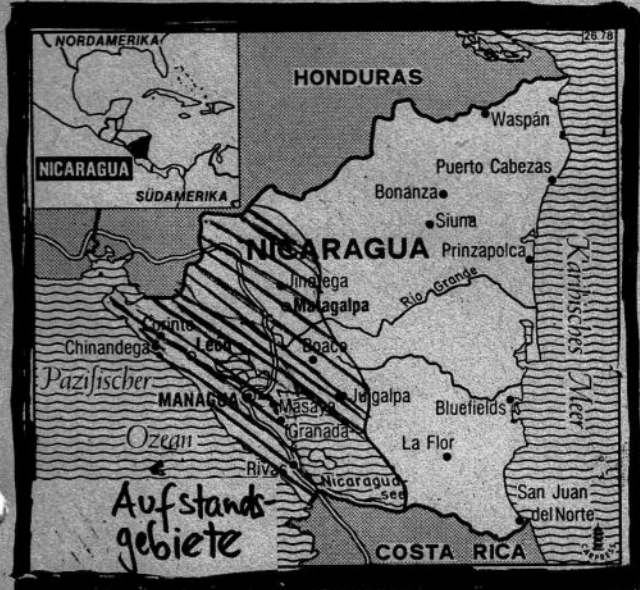 NORDAMERIKA
26.78
HONDURAS
Waspán
Puerto Cabezas
NICARAGUA
Bonanza
SÜDAMERIKA
Siuna
NICARAGUA
Prinzapolca
Jinotega
Rio Grande
Matagalpa
Karibisches Meer
Corinto
León
Chinandega
Boaco
Pazifischer
MANAGUA
Jugalpa
Masaya
Bluefields
Granada
Ozean
La Flor
Rivas
Nicaragua-
see
San Juan
del Norte
Aufstands-
gebiete
COSTA RICA
CARPRESS